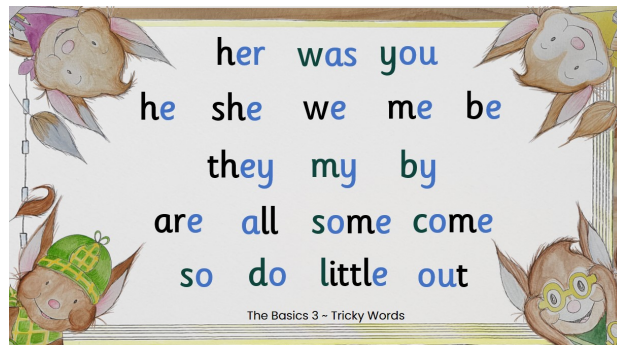 her was you
he she we me be
they my by
are all some come
so do little out
The Basics 3 ~ Tricky Words